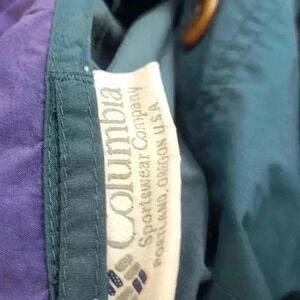 Columbia
Sportswear Company
PORTLAND, OREGON U.S.A.